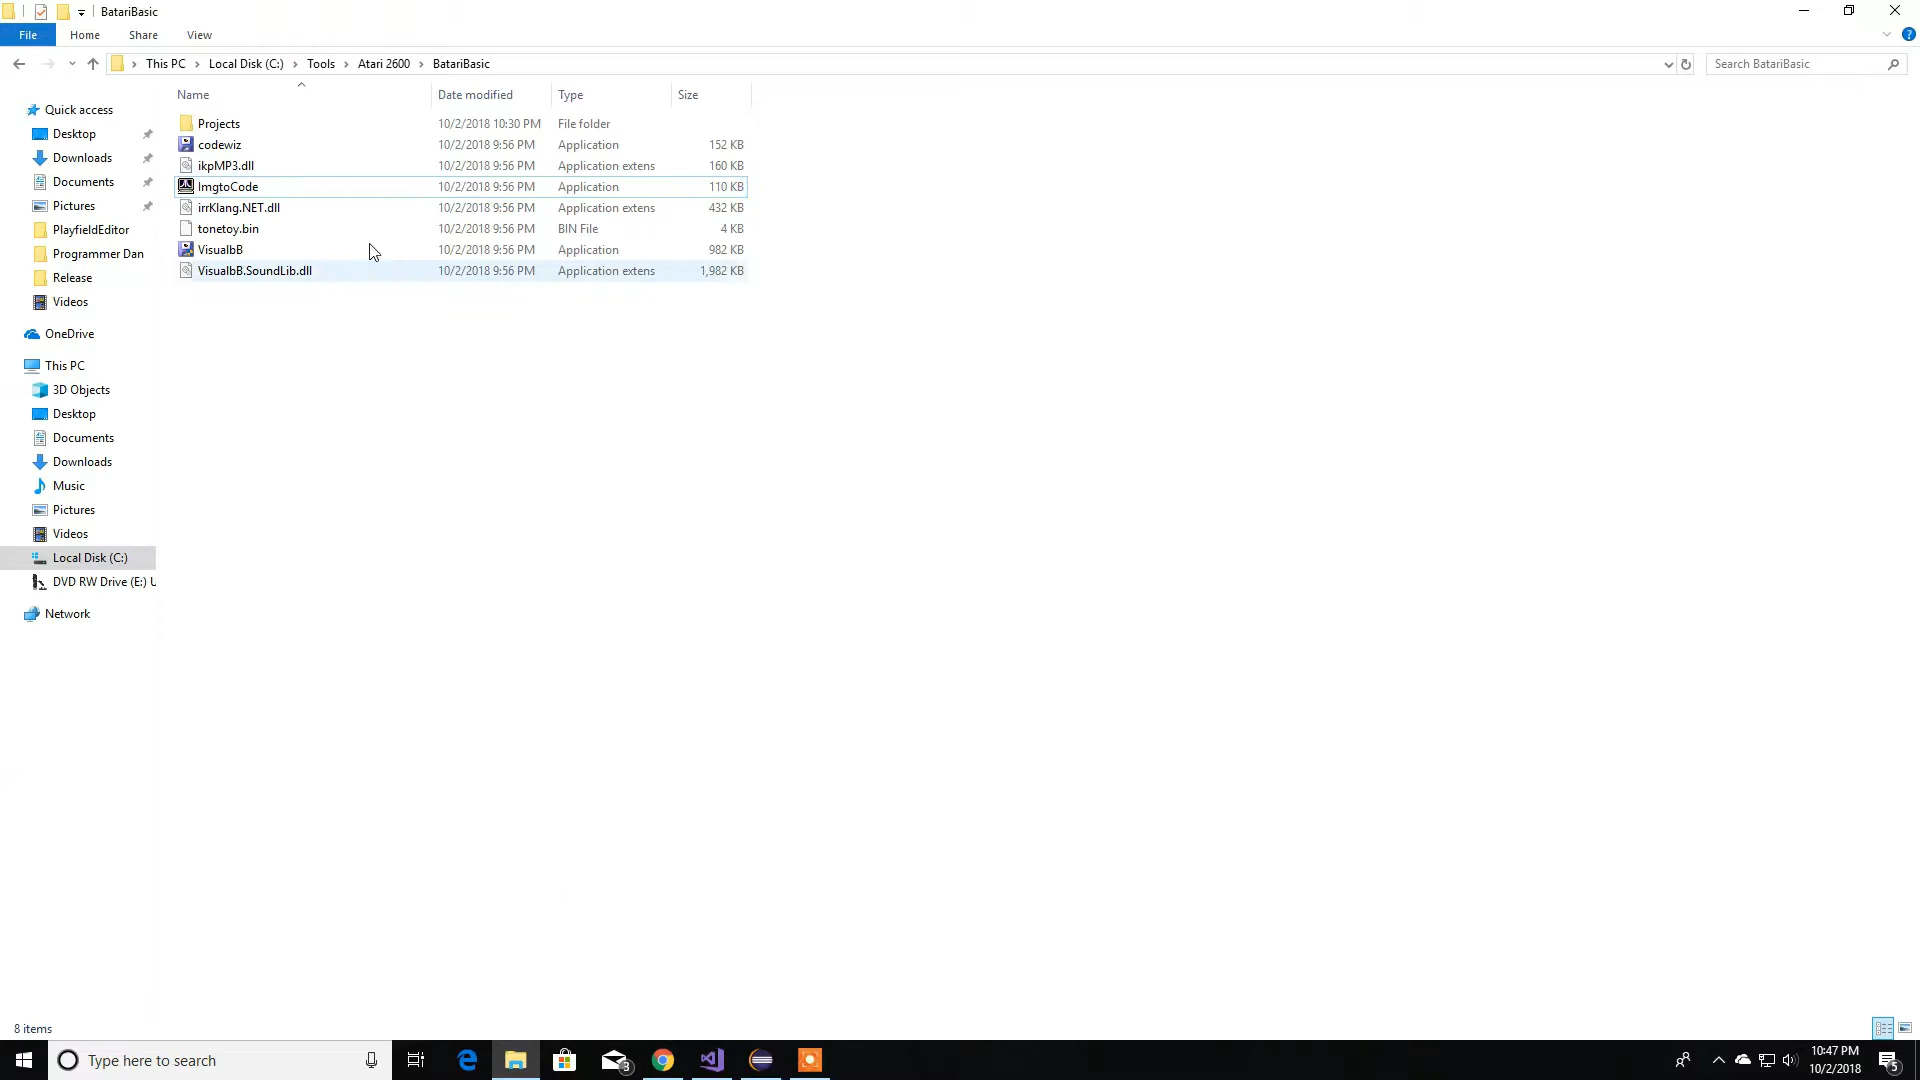 BatariBasic
File Home Share View
This PC Local Disk (C:) Tools Atari 2600 BatariBasic
Search BatariBasic
Name Date modified Type Size
Projects 10/2/2018 10:30 PM File folder
codewiz 10/2/2018 9:56 PM Application 152 KB
ikpMP3.dll 10/2/2018 9:56 PM Application extens 160 KB
ImgtoCode 10/2/2018 9:56 PM Application 110 KB
irrKlang.NET.dll 10/2/2018 9:56 PM Application extens 432 KB
tonetoy.bin 10/2/2018 9:56 PM BIN File 4 KB
VisualbB 10/2/2018 9:56 PM Application 982 KB
VisualbB.SoundLib.dll 10/2/2018 9:56 PM Application extens 1,982 KB
Quick access
Desktop
Downloads
Documents
Pictures
PlayfieldEditor
Programmer Dan
Release
Videos
OneDrive
This PC
3D Objects
Desktop
Documents
Downloads
Music
Pictures
Videos
Local Disk (C:)
DVD RW Drive (E:) U
Network
8 items
Type here to search
3
10:47 PM
10/2/2018
5